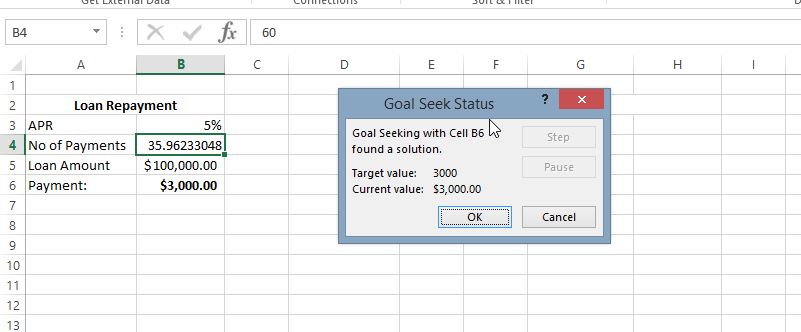 Get External Data Connections Sort & Filter
B4 fx 60
A B C D E F G H I
1
2 Loan Repayment
3 APR 5%
4 No of Payments 35.96233048
5 Loan Amount $100,000.00
6 Payment: $3,000.00
7
8
9
10
11
12
13
Goal Seek Status ? ×
Goal Seeking with Cell B6
found a solution.
Target value: 3000
Current value: $3,000.00
Step
Pause
OK Cancel